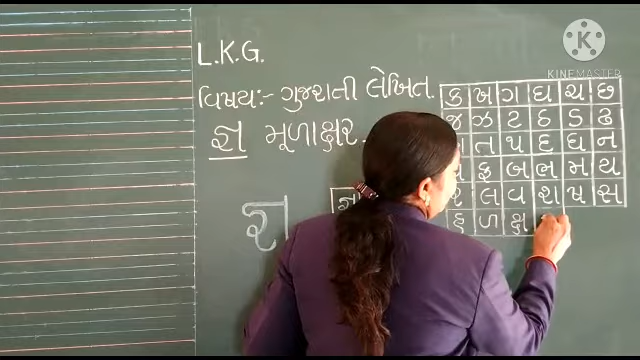 L.K.G.
વિષય:- ગુજરાતી લેખિત.
જ્ઞ મૂળાક્ષર.
ક ખ ગ ઘ ચ છ
જ ઝ ટ ઠ ડ ઢ
ત થ દ ધ ન
ફ બ ભ મ ય
ર લ વ શ ષ સ
હ ળ ક્ષ
KINEMASTER